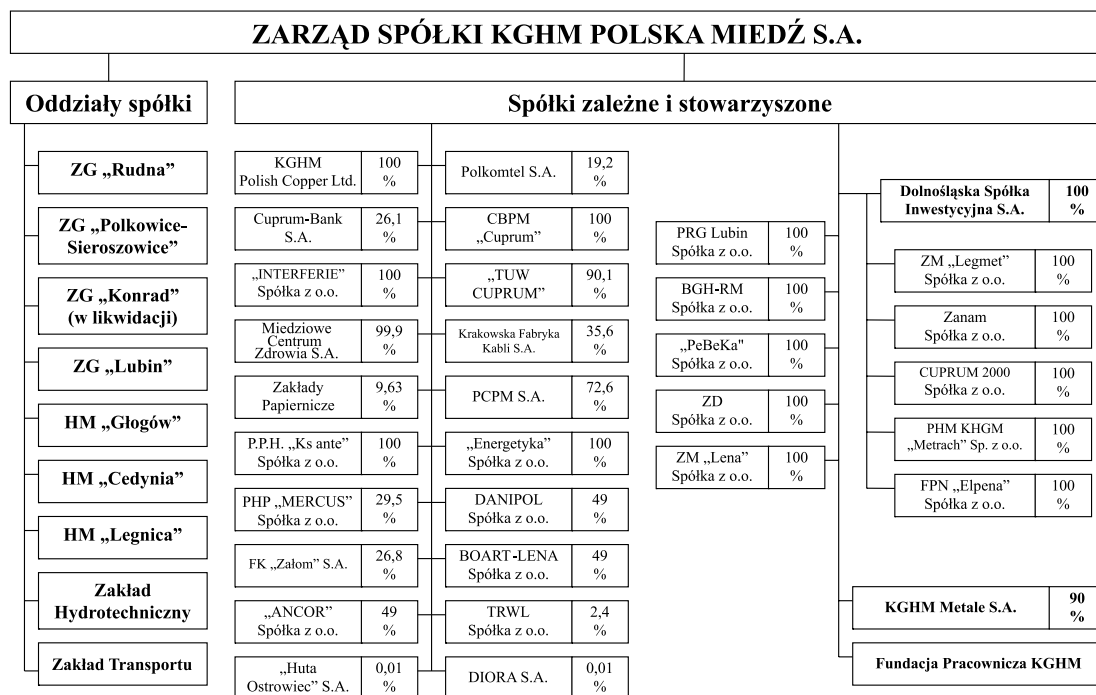 ZARZĄD SPÓŁKI KGHM POLSKA MIEDŹ S.A.
Oddziały spółki
ZG „Rudna”
ZG „Polkowice-
Sieroszowice”
ZG „Konrad”
(w likwidacji)
ZG „Lubin”
HM „Głogów”
HM „Cedynia”
HM „Legnica”
Zakład
Hydrotechniczny
Zakład Transportu
Spółki zależne i stowarzyszone
KGHM
Polish Copper Ltd.
100
%
Cuprum-Bank
S.A.
26,1
%
„INTERFERIE”
Spółka z o.o.
100
%
Miedziowe
Centrum
Zdrowia S.A.
99,9
%
Zakłady
Papiernicze
9,63
%
P.P.H. „Ks ante”
Spółka z o.o.
100
%
PHP „MERCUS”
Spółka z o.o.
29,5
%
FK „Załom” S.A.
26,8
%
„ANCOR”
Spółka z o.o.
49
%
„Huta
Ostrowiec” S.A.
0,01
%
Polkomtel S.A.
19,2
%
CBPM
„Cuprum”
100
%
„TUW
CUPRUM”
90,1
%
Krakowska Fabryka
Kabli S.A.
35,6
%
PCPM S.A.
72,6
%
„Energetyka”
Spółka z o.o.
100
%
DANIPOL
Spółka z o.o.
49
%
BOART-LENA
Spółka z o.o.
49
%
TRWL
Spółka z o.o.
2,4
%
DIORA S.A.
0,01
%
PRG Lubin
Spółka z o.o.
100
%
BGH-RM
Spółka z o.o.
100
%
„PeBeKa"
Spółka z o.o.
100
%
ZD
Spółka z o.o.
100
%
ZM „Lena”
Spółka z o.o.
100
%
Dolnośląska Spółka
Inwestycyjna S.A.
100
%
ZM „Legmet”
Spółka z o.o.
100
%
Zanam
Spółka z o.o.
100
%
CUPRUM 2000
Spółka z o.o.
100
%
PHM KHGM
„Metrach” Sp. z o.o.
100
%
FPN „Elpena”
Spółka z o.o.
100
%
KGHM Metale S.A.
90
%
Fundacja Pracownicza KGHM